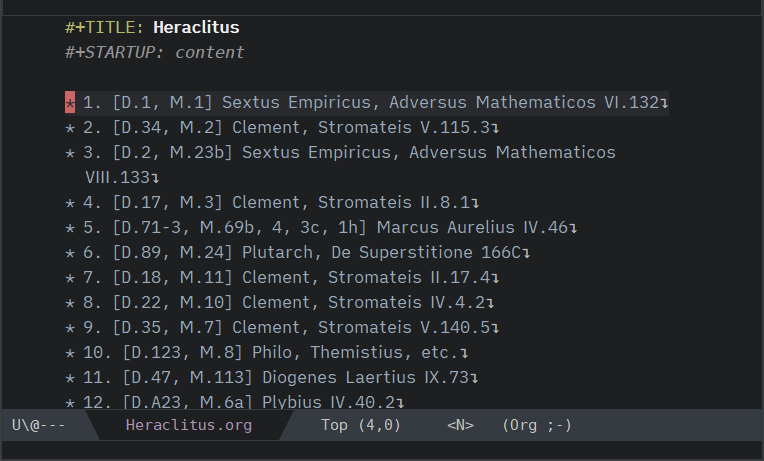 #+TITLE: Heraclitus
#+STARTUP: content
* 1. [D.1, M.1] Sextus Empiricus, Adversus Mathematicos VI.132↴
* 2. [D.34, M.2] Clement, Stromateis V.115.3↴
* 3. [D.2, M.23b] Sextus Empiricus, Adversus Mathematicos
VIII.133↴
* 4. [D.17, M.3] Clement, Stromateis II.8.1↴
* 5. [D.71-3, M.69b, 4, 3c, 1h] Marcus Aurelius IV.46↴
* 6. [D.89, M.24] Plutarch, De Superstitione 166C↴
* 7. [D.18, M.11] Clement, Stromateis II.17.4↴
* 8. [D.22, M.10] Clement, Stromateis IV.4.2↴
* 9. [D.35, M.7] Clement, Stromateis V.140.5↴
* 10. [D.123, M.8] Philo, Themistius, etc.↴
* 11. [D.47, M.113] Diogenes Laertius IX.73↴
* 12. [D.A23, M.6a] Plybius IV.40.2↴
U\@--- Heraclitus.org Top (4,0) <N> (Org ;-)